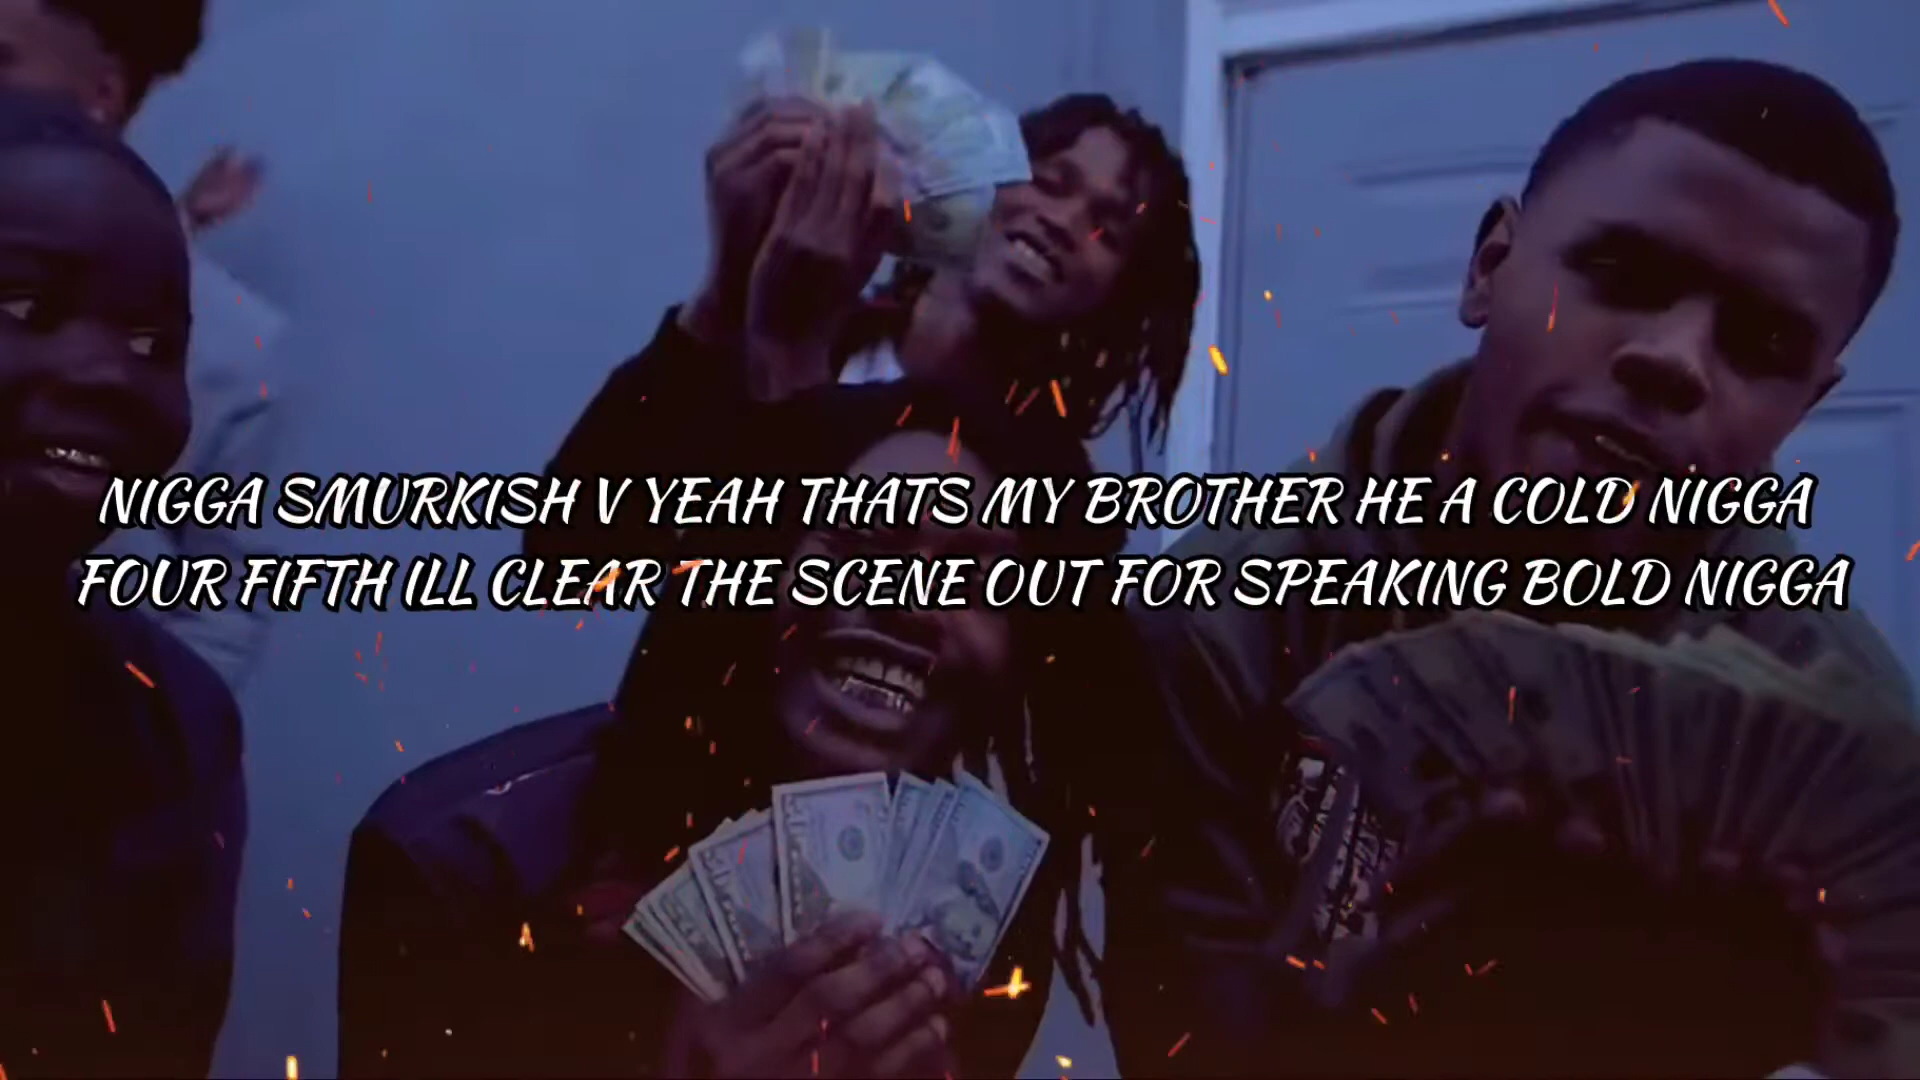 NIGGA SMURKISH V YEAH THATS MY BROTHER HE A COLD NIGGA
FOUR FIFTH ILL CLEAR THE SCENE OUT FOR SPEAKING BOLD NIGGA